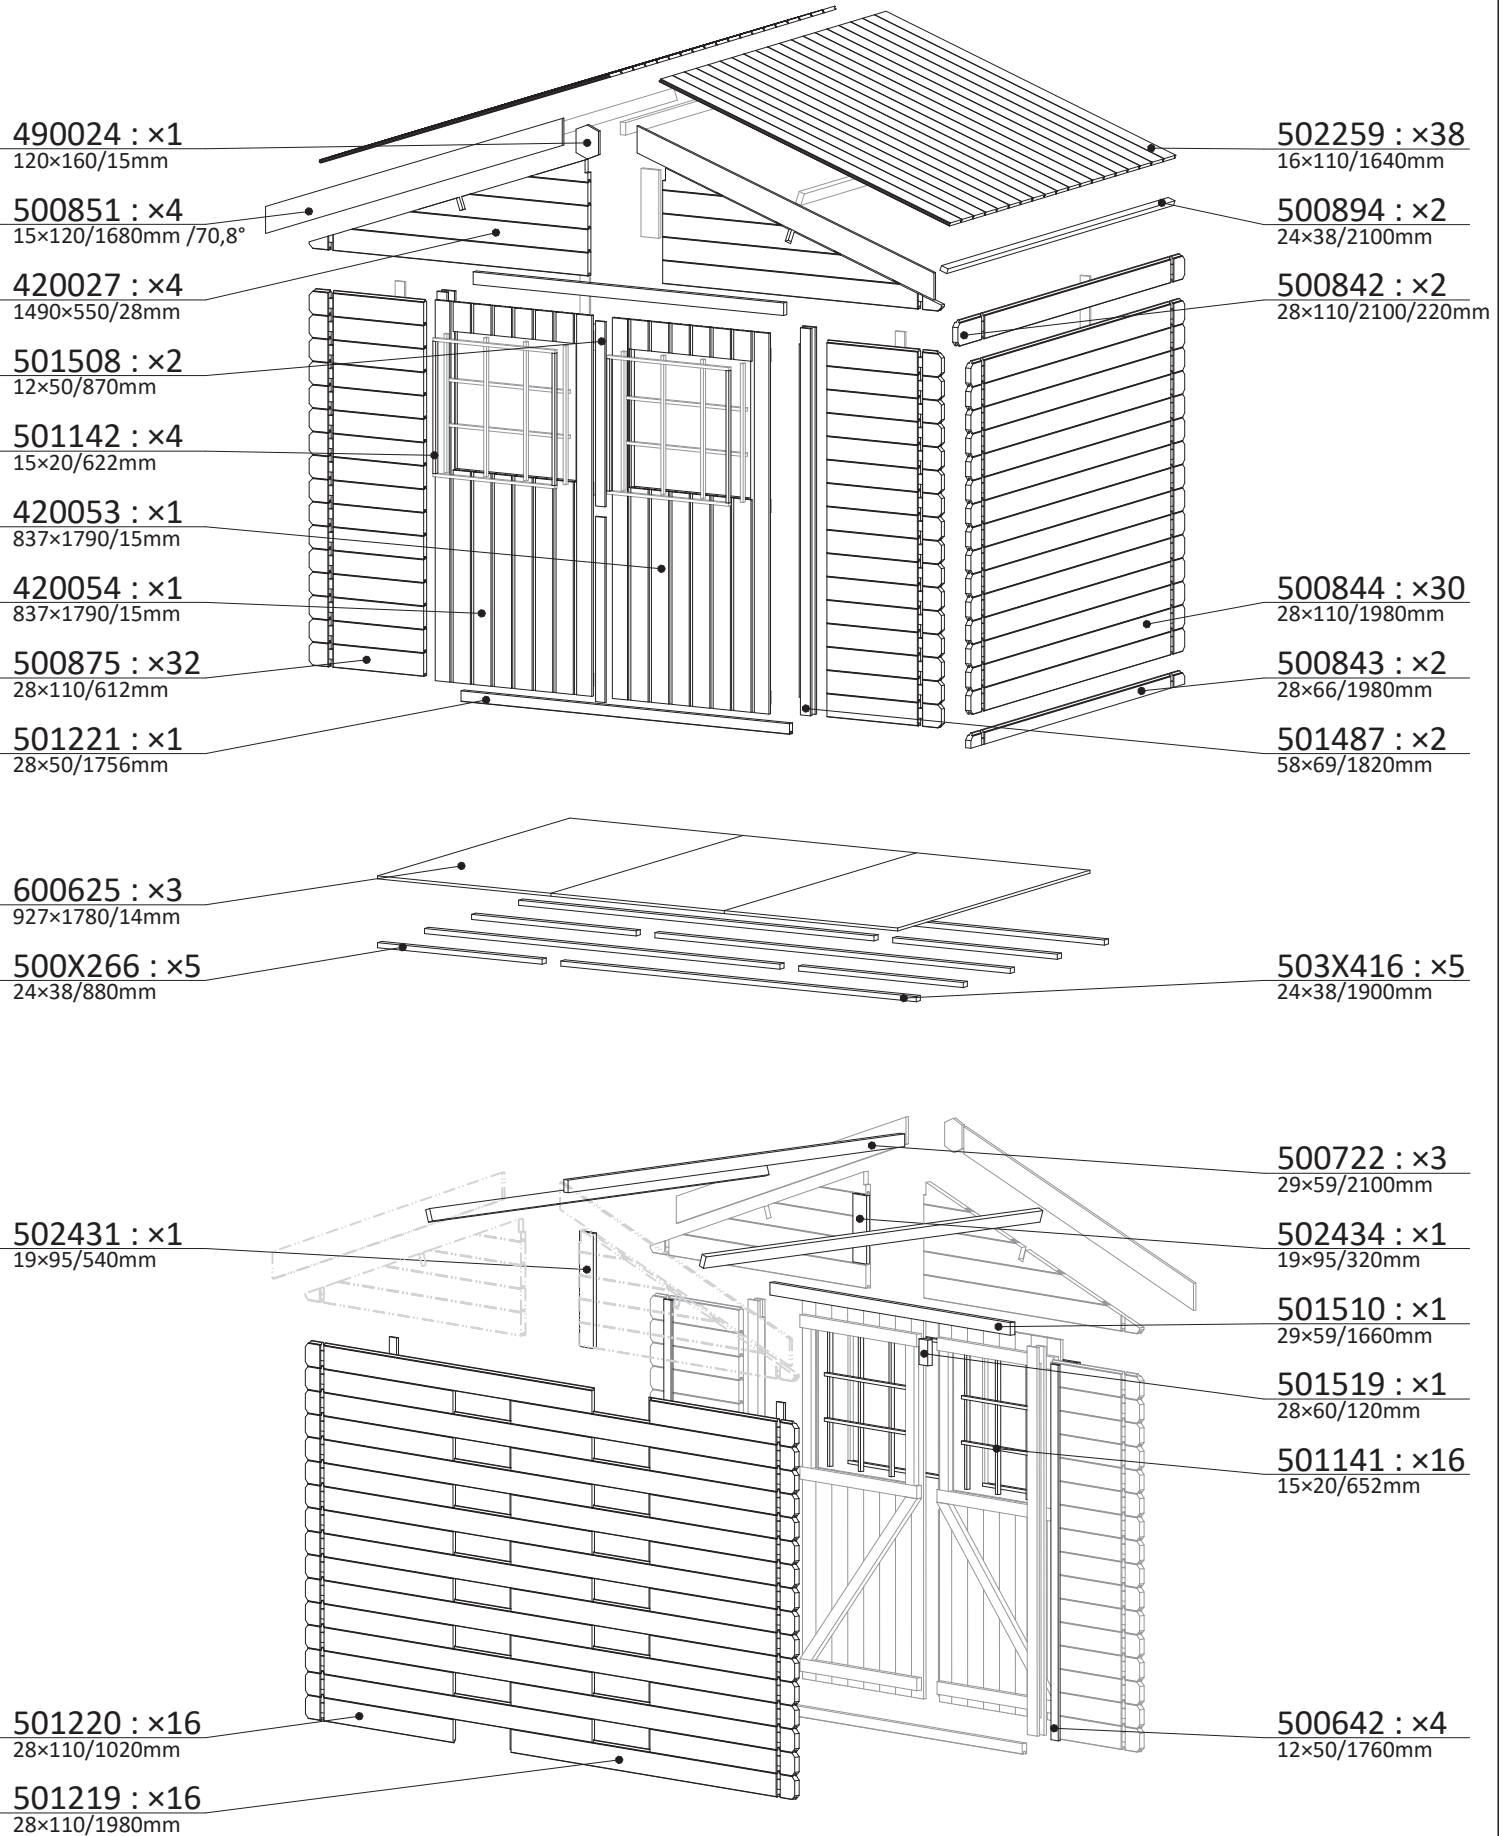 490024 : ×1
120×160/15mm
500851 : ×4
15×120/1680mm /70,8°
420027 : ×4
1490×550/28mm
501508 : ×2
12×50/870mm
501142 : ×4
15×20/622mm
420053 : ×1
837×1790/15mm
420054 : ×1
837×1790/15mm
500875 : ×32
28×110/612mm
501221 : ×1
28×50/1756mm
502259 : ×38
16×110/1640mm
500894 : ×2
24×38/2100mm
500842 : ×2
28×110/2100/220mm
500844 : ×30
28×110/1980mm
500843 : ×2
28×66/1980mm
501487 : ×2
58×69/1820mm
600625 : ×3
927×1780/14mm
500X266 : ×5
24×38/880mm
503X416 : ×5
24×38/1900mm
502431 : ×1
19×95/540mm
501220 : ×16
28×110/1020mm
501219 : ×16
28×110/1980mm
500722 : ×3
29×59/2100mm
502434 : ×1
19×95/320mm
501510 : ×1
29×59/1660mm
501519 : ×1
28×60/120mm
501141 : ×16
15×20/652mm
500642 : ×4
12×50/1760mm